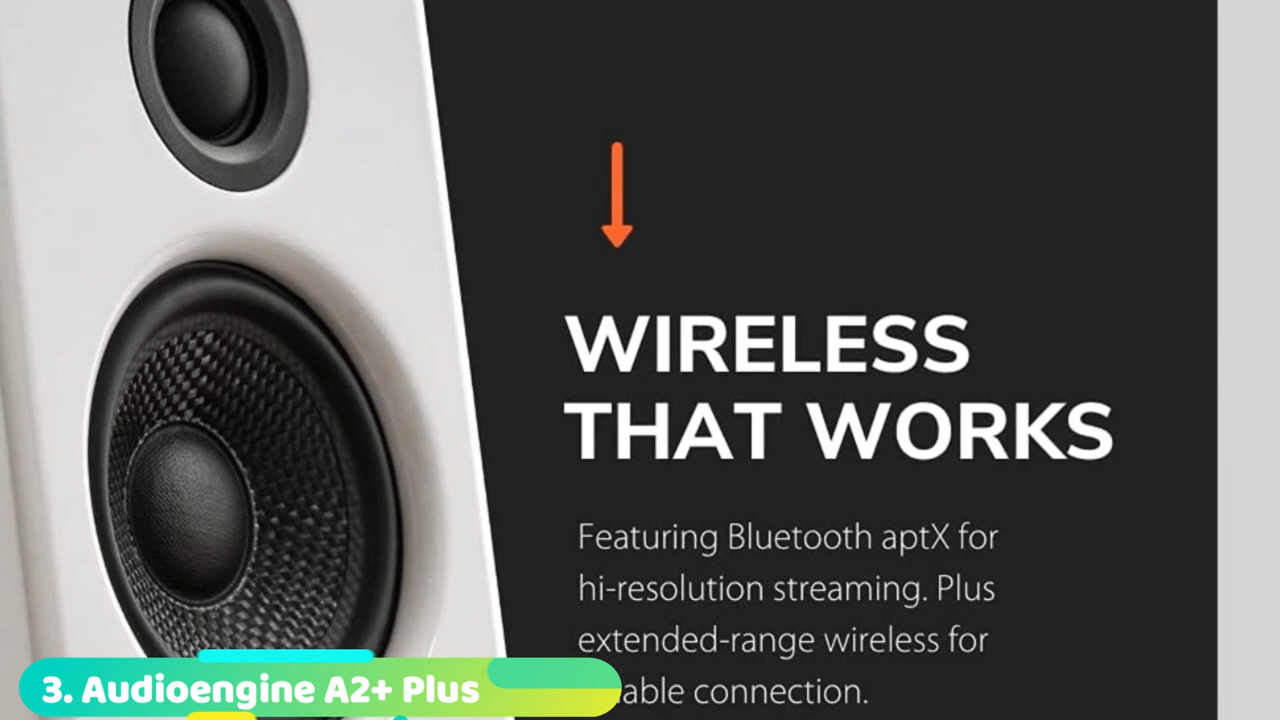 WIRELESS
THAT WORKS
Featuring Bluetooth aptX for
hi-resolution streaming. Plus
extended-range wireless for
connection.
3. Audioengine A2+ Plus